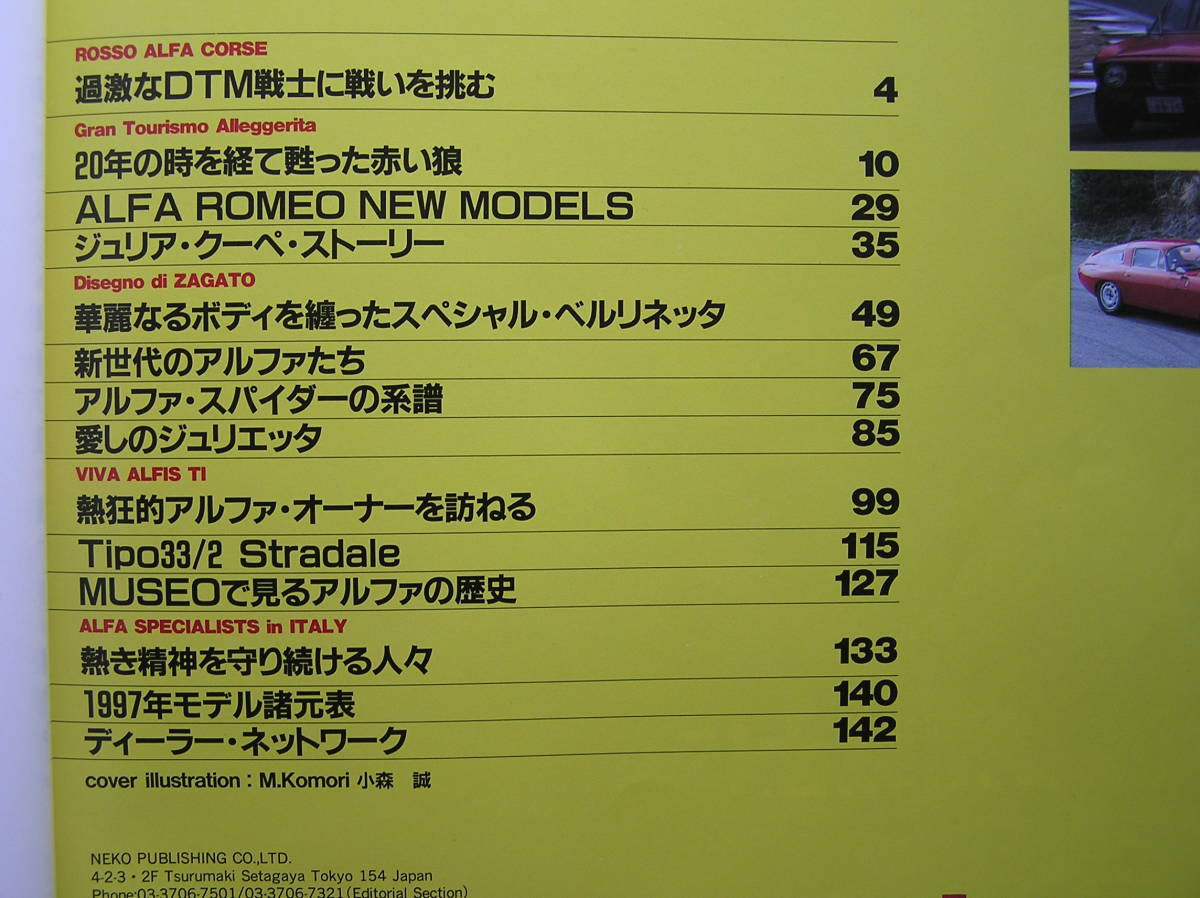 ROSSO ALFA CORSE
過激なDTM戦士に戦いを挑む 4
Gran Tourismo Alleggerita
20年の時を経て甦った赤い狼 10
ALFA ROMEO NEW MODELS 29
ジュリア・クーペ・ストーリー 35
Disegno di ZAGATO
華麗なるボディを纏ったスペシャル・ベルリネッタ 49
新世代のアルファたち 67
アルファ・スパイダーの系譜 75
愛しのジュリエッタ 85
VIVA ALFIS TI
熱狂的アルファ・オーナーを訪ねる 99
Tipo33/2 Stradale 115
MUSEOで見るアルファの歴史 127
ALFA SPECIALISTS in ITALY
熱き精神を守り続ける人々 133
1997年モデル諸元表 140
ディーラー・ネットワーク 142
cover illustration : M.Komori 小森 誠
NEKO PUBLISHING CO.,LTD.
4-2-3・2F Tsurumaki Setagaya Tokyo 154 Japan
Phone:03-3706-7501/03-3706-7321(Editorial Section)